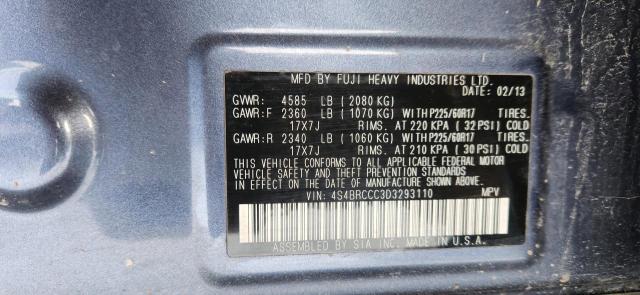 MFD BY FUJI HEAVY INDUSTRIES LTD.
DATE: 02/13
GVWR: 4585 LB (2080 KG)
GAWR:F 2360 LB (1070 KG) WITH P225/60R17 TIRES.
17X7J RIMS. AT 220 KPA (32 PSI) COLD
GAWR:R 2340 LB (1060 KG) WITH P225/60R17 TIRES.
17X7J RIMS. AT 210 KPA (30 PSI) COLD
THIS VEHICLE CONFORMS TO ALL APPLICABLE FEDERAL MOTOR
VEHICLE SAFETY AND THEFT PREVENTION STANDARDS IN
EFFECT ON THE DATE OF MANUFACTURE SHOWN ABOVE.
VIN: 4S4BRCCC3D3293110 MPV
ASSEMBLED BY SIA INC. MADE IN U.S.A.